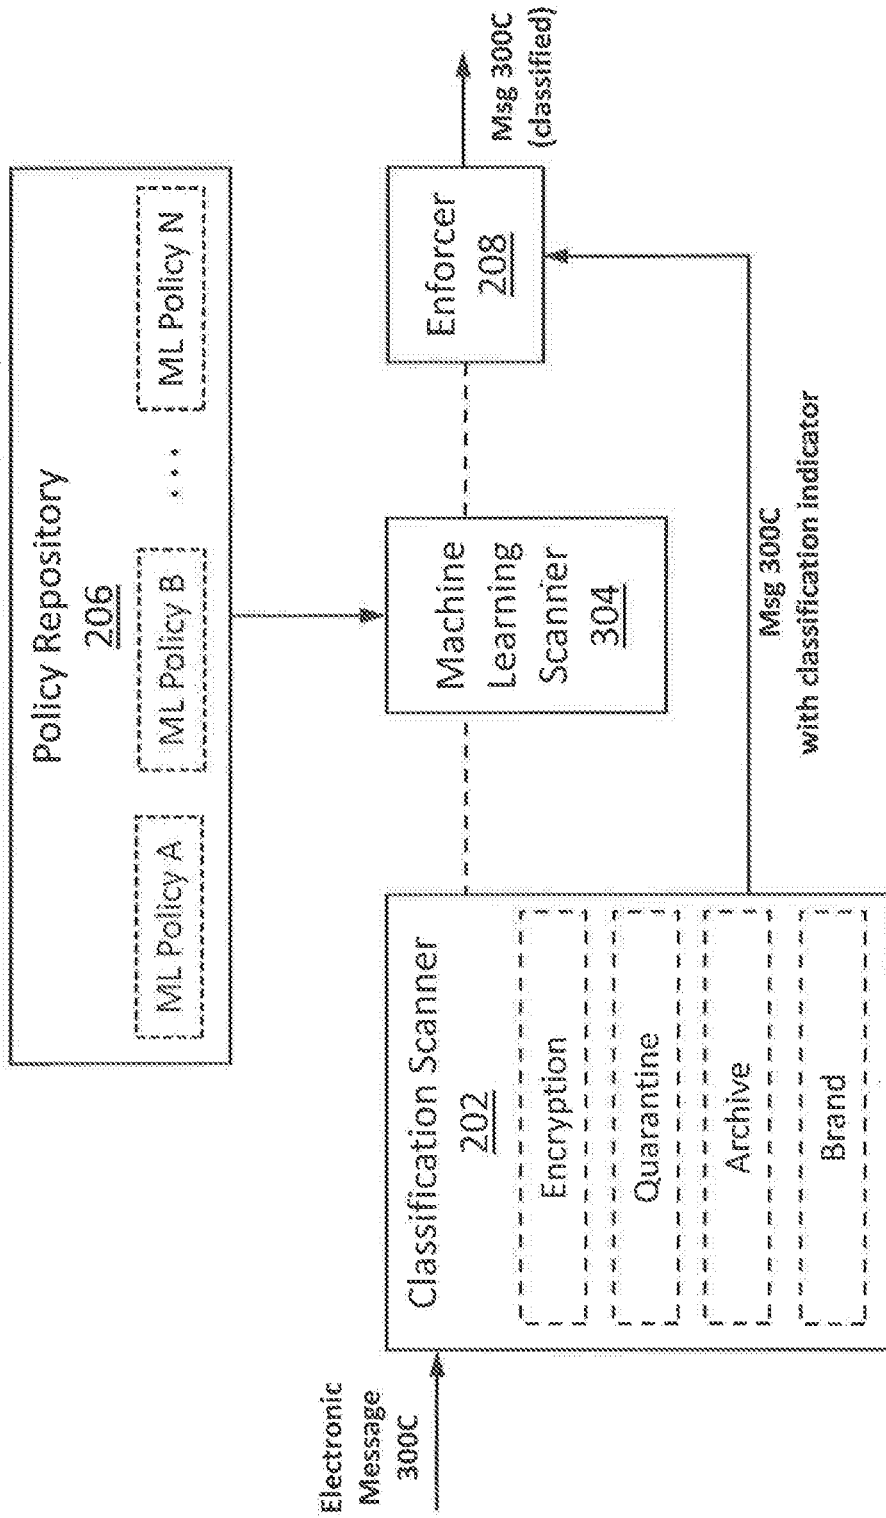 Policy Repository
206
ML Policy A
ML Policy B
...
ML Policy N
Electronic
Message
300C
Classification Scanner
202
Encryption
Quarantine
Archive
Brand
Machine
Learning
Scanner
304
Enforcer
208
Msg 300C
(classified)
Msg 300C
with classification indicator